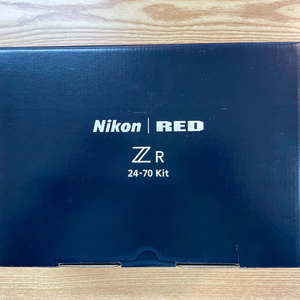 Nikon | RED
Z R
24-70 Kit